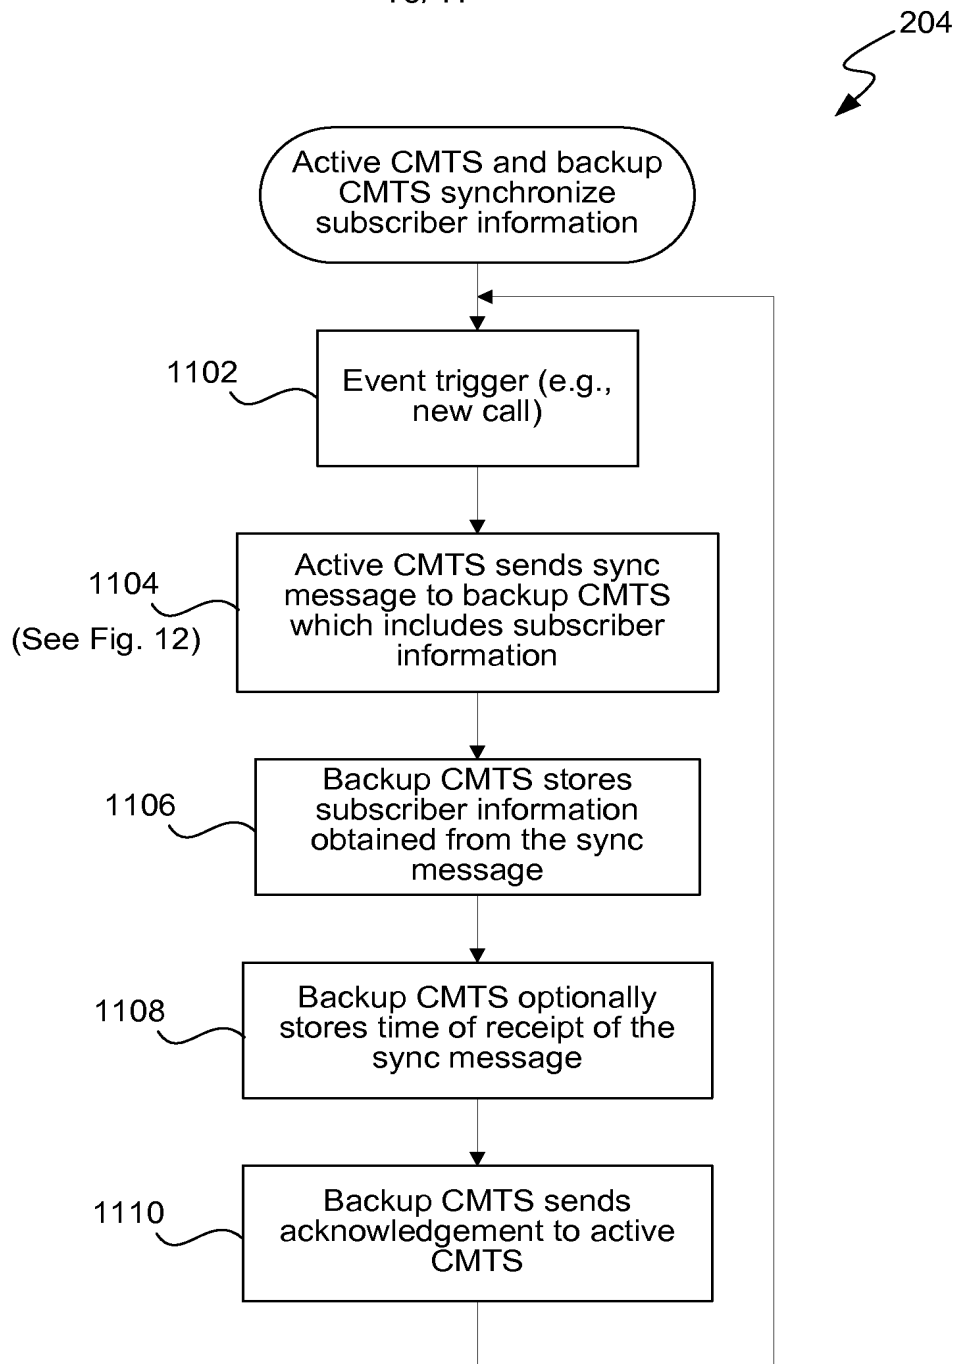 204
Active CMTS and backup
CMTS synchronize
subscriber information
1102
Event trigger (e.g.,
new call)
1104
(See Fig. 12)
Active CMTS sends sync
message to backup CMTS
which includes subscriber
information
1106
Backup CMTS stores
subscriber information
obtained from the sync
message
1108
Backup CMTS optionally
stores time of receipt of the
sync message
1110
Backup CMTS sends
acknowledgement to active
CMTS